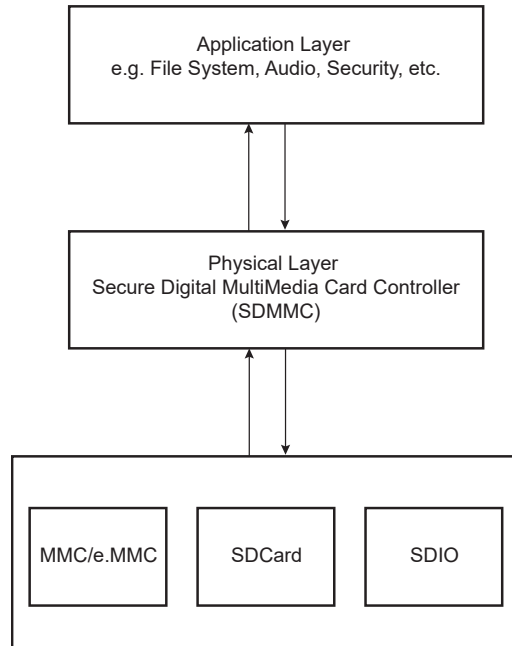 Application Layer
e.g. File System, Audio, Security, etc.
Physical Layer
Secure Digital MultiMedia Card Controller
(SDMMC)
MMC/e.MMC
SDCard
SDIO